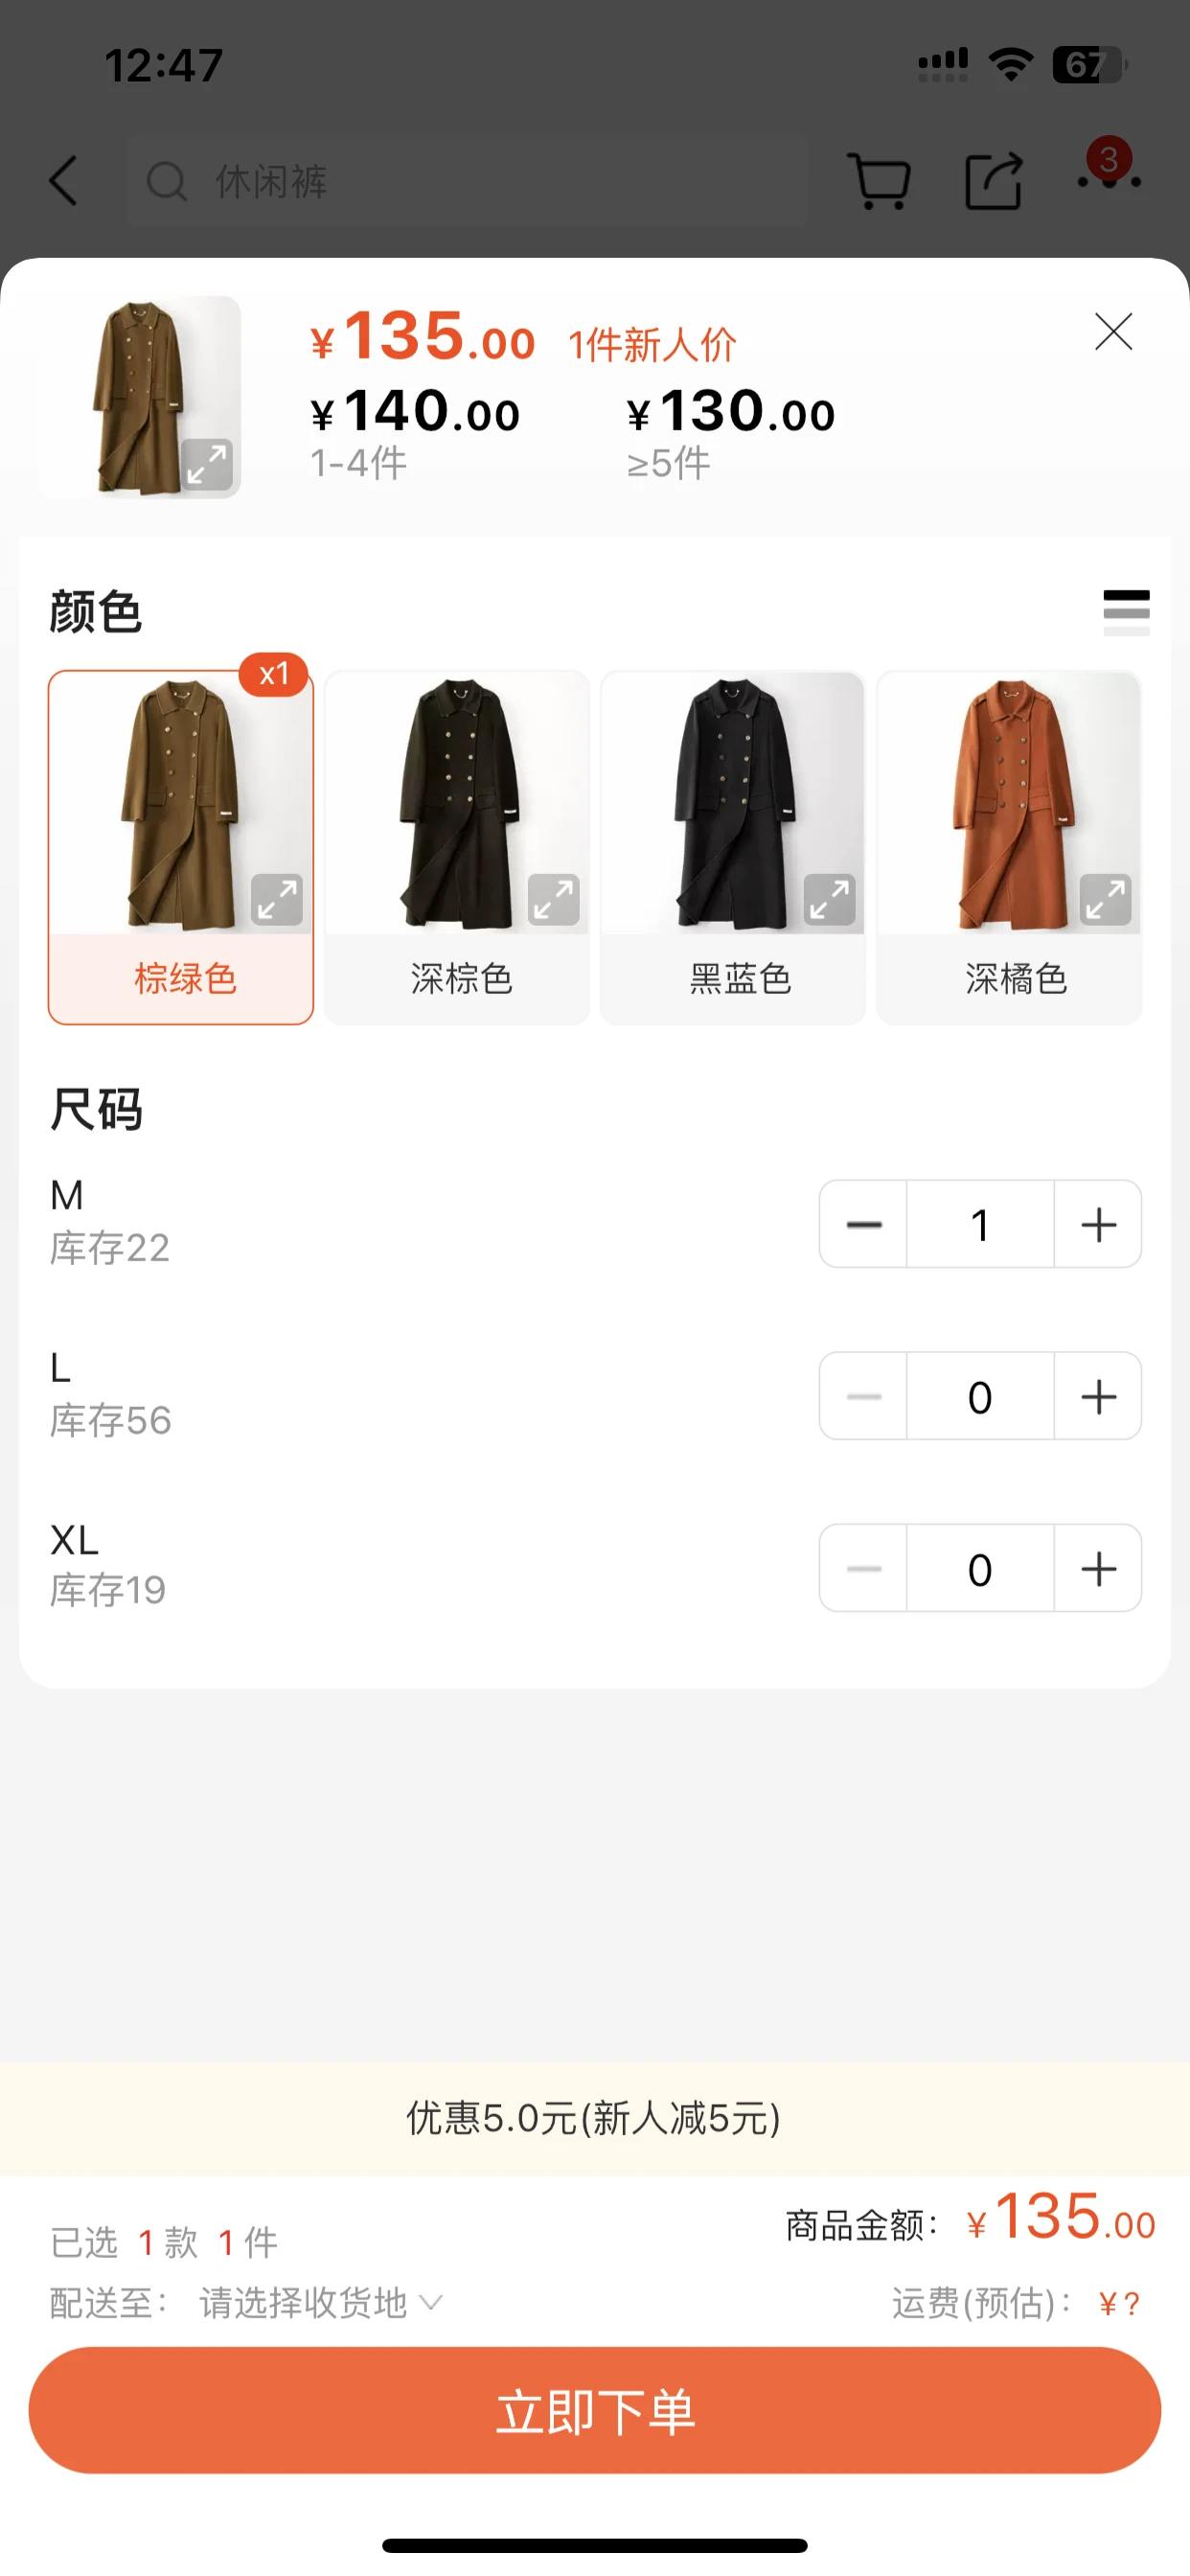 12:47
67
休闲裤
3
¥135.00 1件新人价
¥140.00 ¥130.00
1-4件 ≥5件
颜色
x1
棕绿色 深棕色 黑蓝色 深橘色
尺码
M
库存22
1
L
库存56
0
XL
库存19
0
优惠5.0元(新人减5元)
已选 1 款 1 件 商品金额： ¥135.00
配送至： 请选择收货地 运费(预估)： ¥?
立即下单